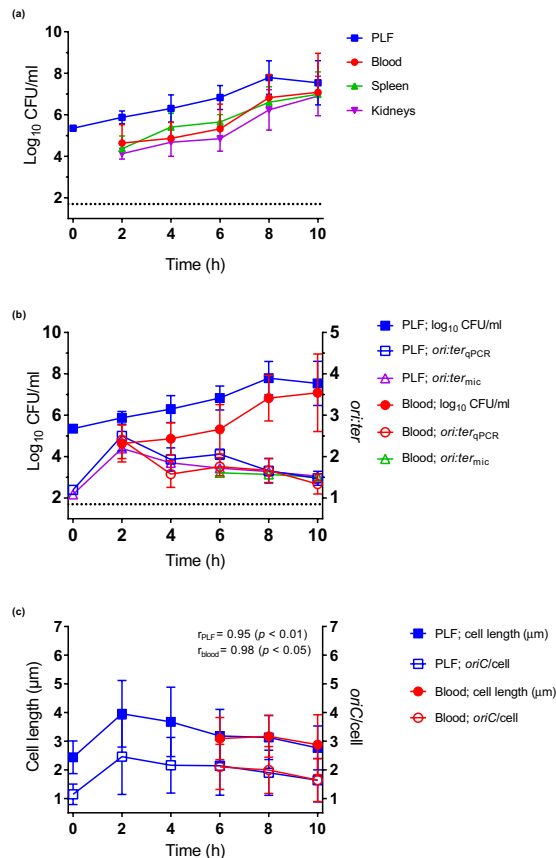 (a)
10
8
6
4
2
Log10 CFU/ml
0 2 4 6 8 10
Time (h)
PLF
Blood
Spleen
Kidneys
(b)
10
8
6
4
2
Log10 CFU/ml
5
4
3
2
1
ori:ter
0 2 4 6 8 10
Time (h)
PLF; log10 CFU/ml
PLF; ori:terqPCR
PLF; ori:termic
Blood; log10 CFU/ml
Blood; ori:terqPCR
Blood; ori:termic
(c)
7
6
5
4
3
2
1
Cell length (µm)
rPLF = 0.95 (p < 0.01)
rblood = 0.98 (p < 0.05)
7
6
5
4
3
2
1
oriC/cell
0 2 4 6 8 10
Time (h)
PLF; cell length (µm)
PLF; oriC/cell
Blood; cell length (µm)
Blood; oriC/cell